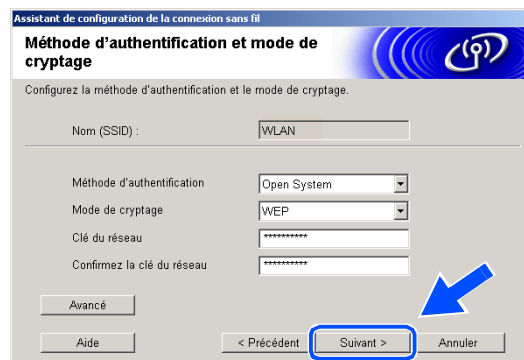 Assistant de configuration de la connexion sans fil
Méthode d'authentification et mode de
cryptage
Configurez la méthode d'authentification et le mode de cryptage.
Nom (SSID) : WLAN
Méthode d'authentification Open System
Mode de cryptage WEP
Clé du réseau **********
Confirmez la clé du réseau **********
Avancé
Aide < Précédent Suivant > Annuler